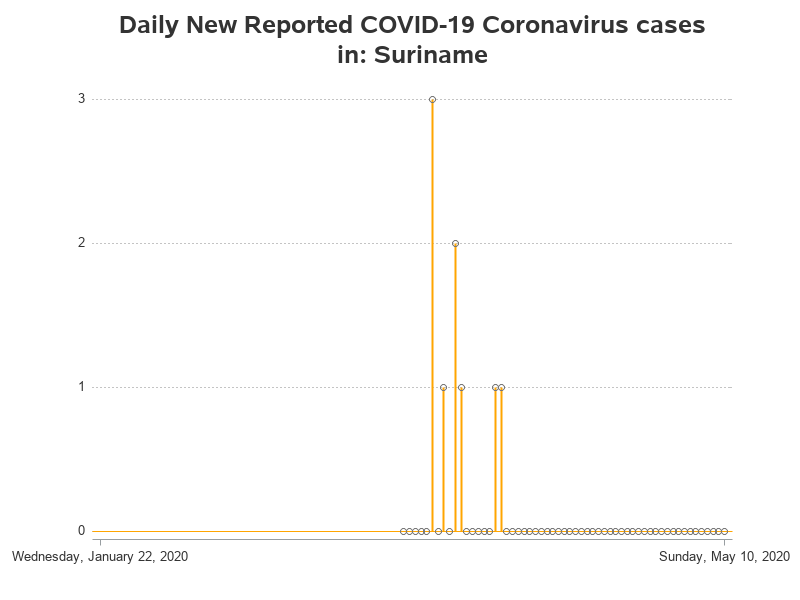 Daily New Reported COVID-19 Coronavirus cases
in: Suriname
3
2
1
0
Wednesday, January 22, 2020
Sunday, May 10, 2020